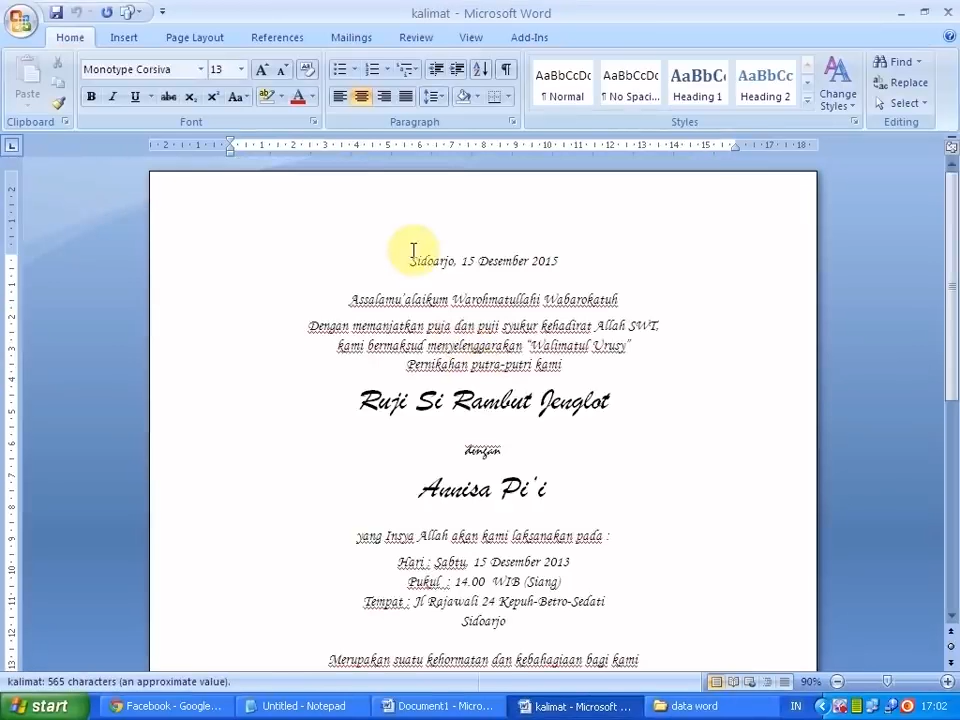 kalimat - Microsoft Word
Home Insert Page Layout References Mailings Review View Add-Ins
Paste
Monotype Corsiva 13
AaBbCcDc AaBbCcDc AaBbC AaBbCc
¶ Normal ¶ No Spaci... Heading 1 Heading 2
Change Styles
Find
Replace
Select
Clipboard Font Paragraph Styles Editing
Sidoarjo, 15 Desember 2015
Assalamu'alaikum Warohmatullahi Wabarokatuh
Dengan memanjatkan puja dan puji syukur kehadirat Allah SWT,
kami bermaksud menyelenggarakan “Walimatul Urusy”
Pernikahan putra-putri kami
Ruji Si Rambut Jenglot
dengan
Annisa Pi'i
yang Insya Allah akan kami laksanakan pada :
Hari : Sabtu, 15 Desember 2013
Pukul : 14.00 WIB (Siang)
Tempat : Jl Rajawali 24 Kepuh-Betro-Sedati
Sidoarjo
Merupakan suatu kehormatan dan kebahagiaan bagi kami
kalimat: 565 characters (an approximate value).
90%
start Facebook - Google... Untitled - Notepad Document1 - Micro... kalimat - Microsoft ... data word IN 17:02